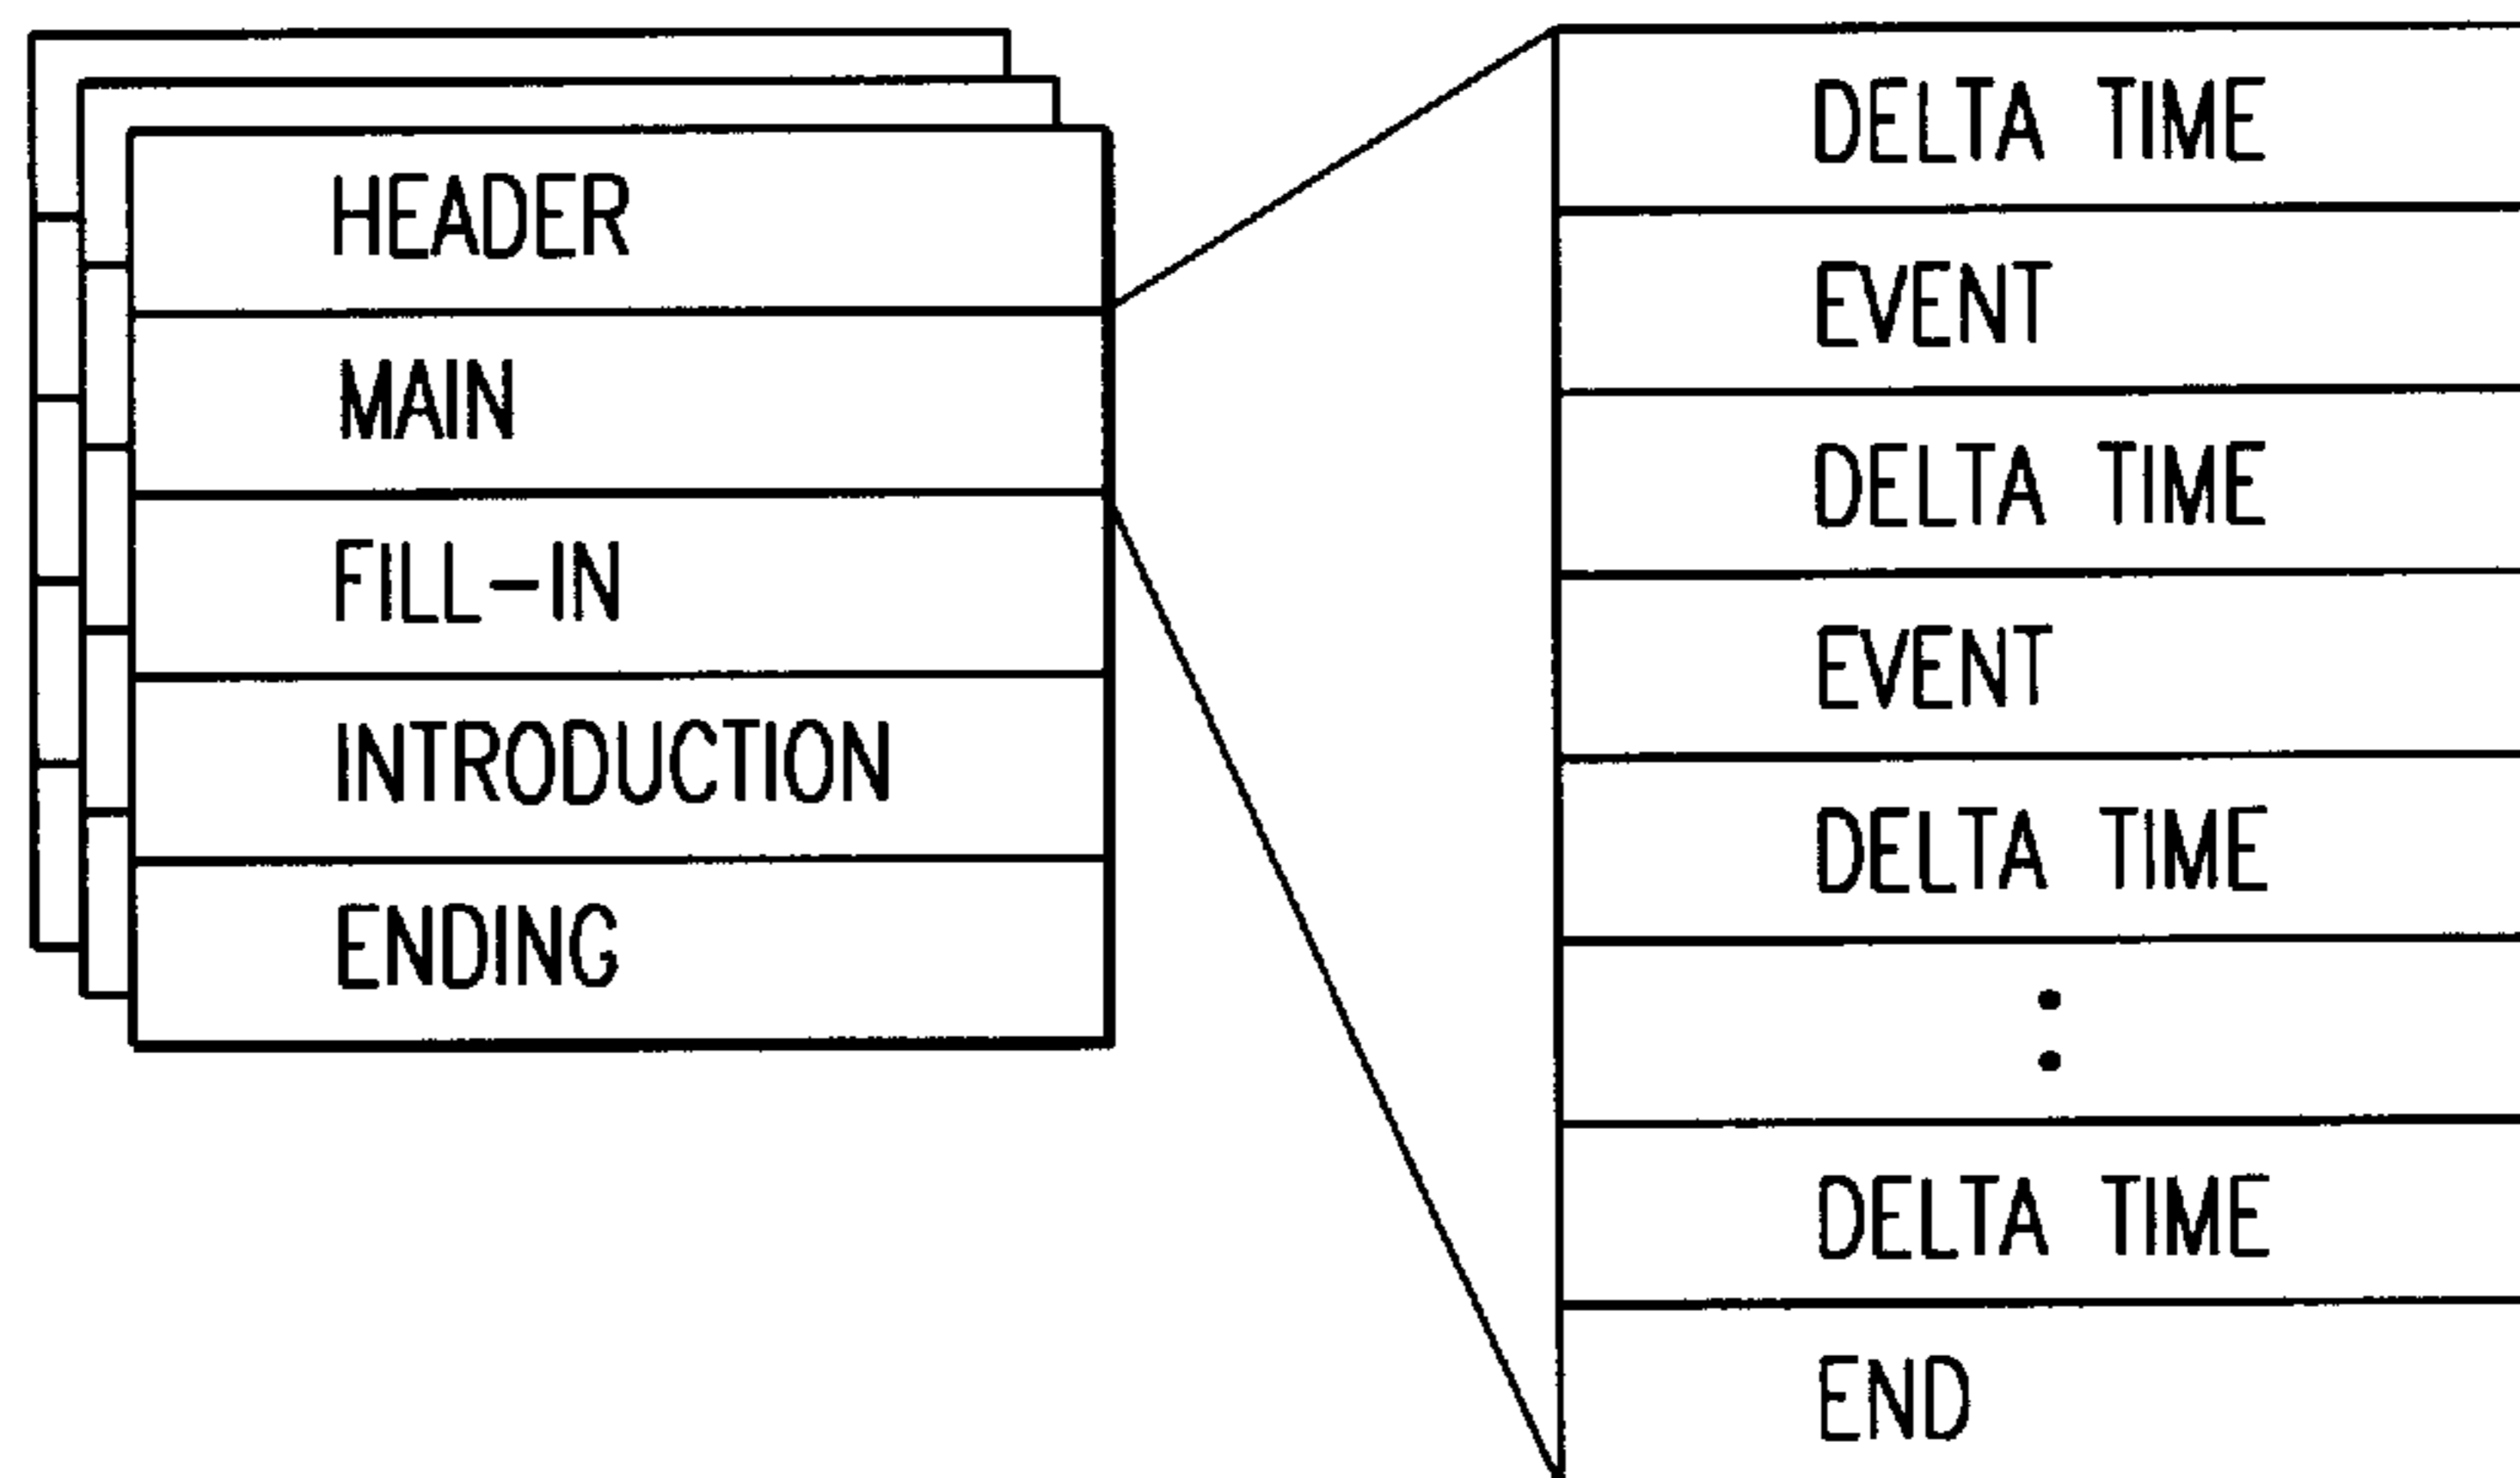 HEADER
MAIN
FILL-IN
INTRODUCTION
ENDING
DELTA TIME
EVENT
DELTA TIME
EVENT
DELTA TIME
DELTA TIME
END